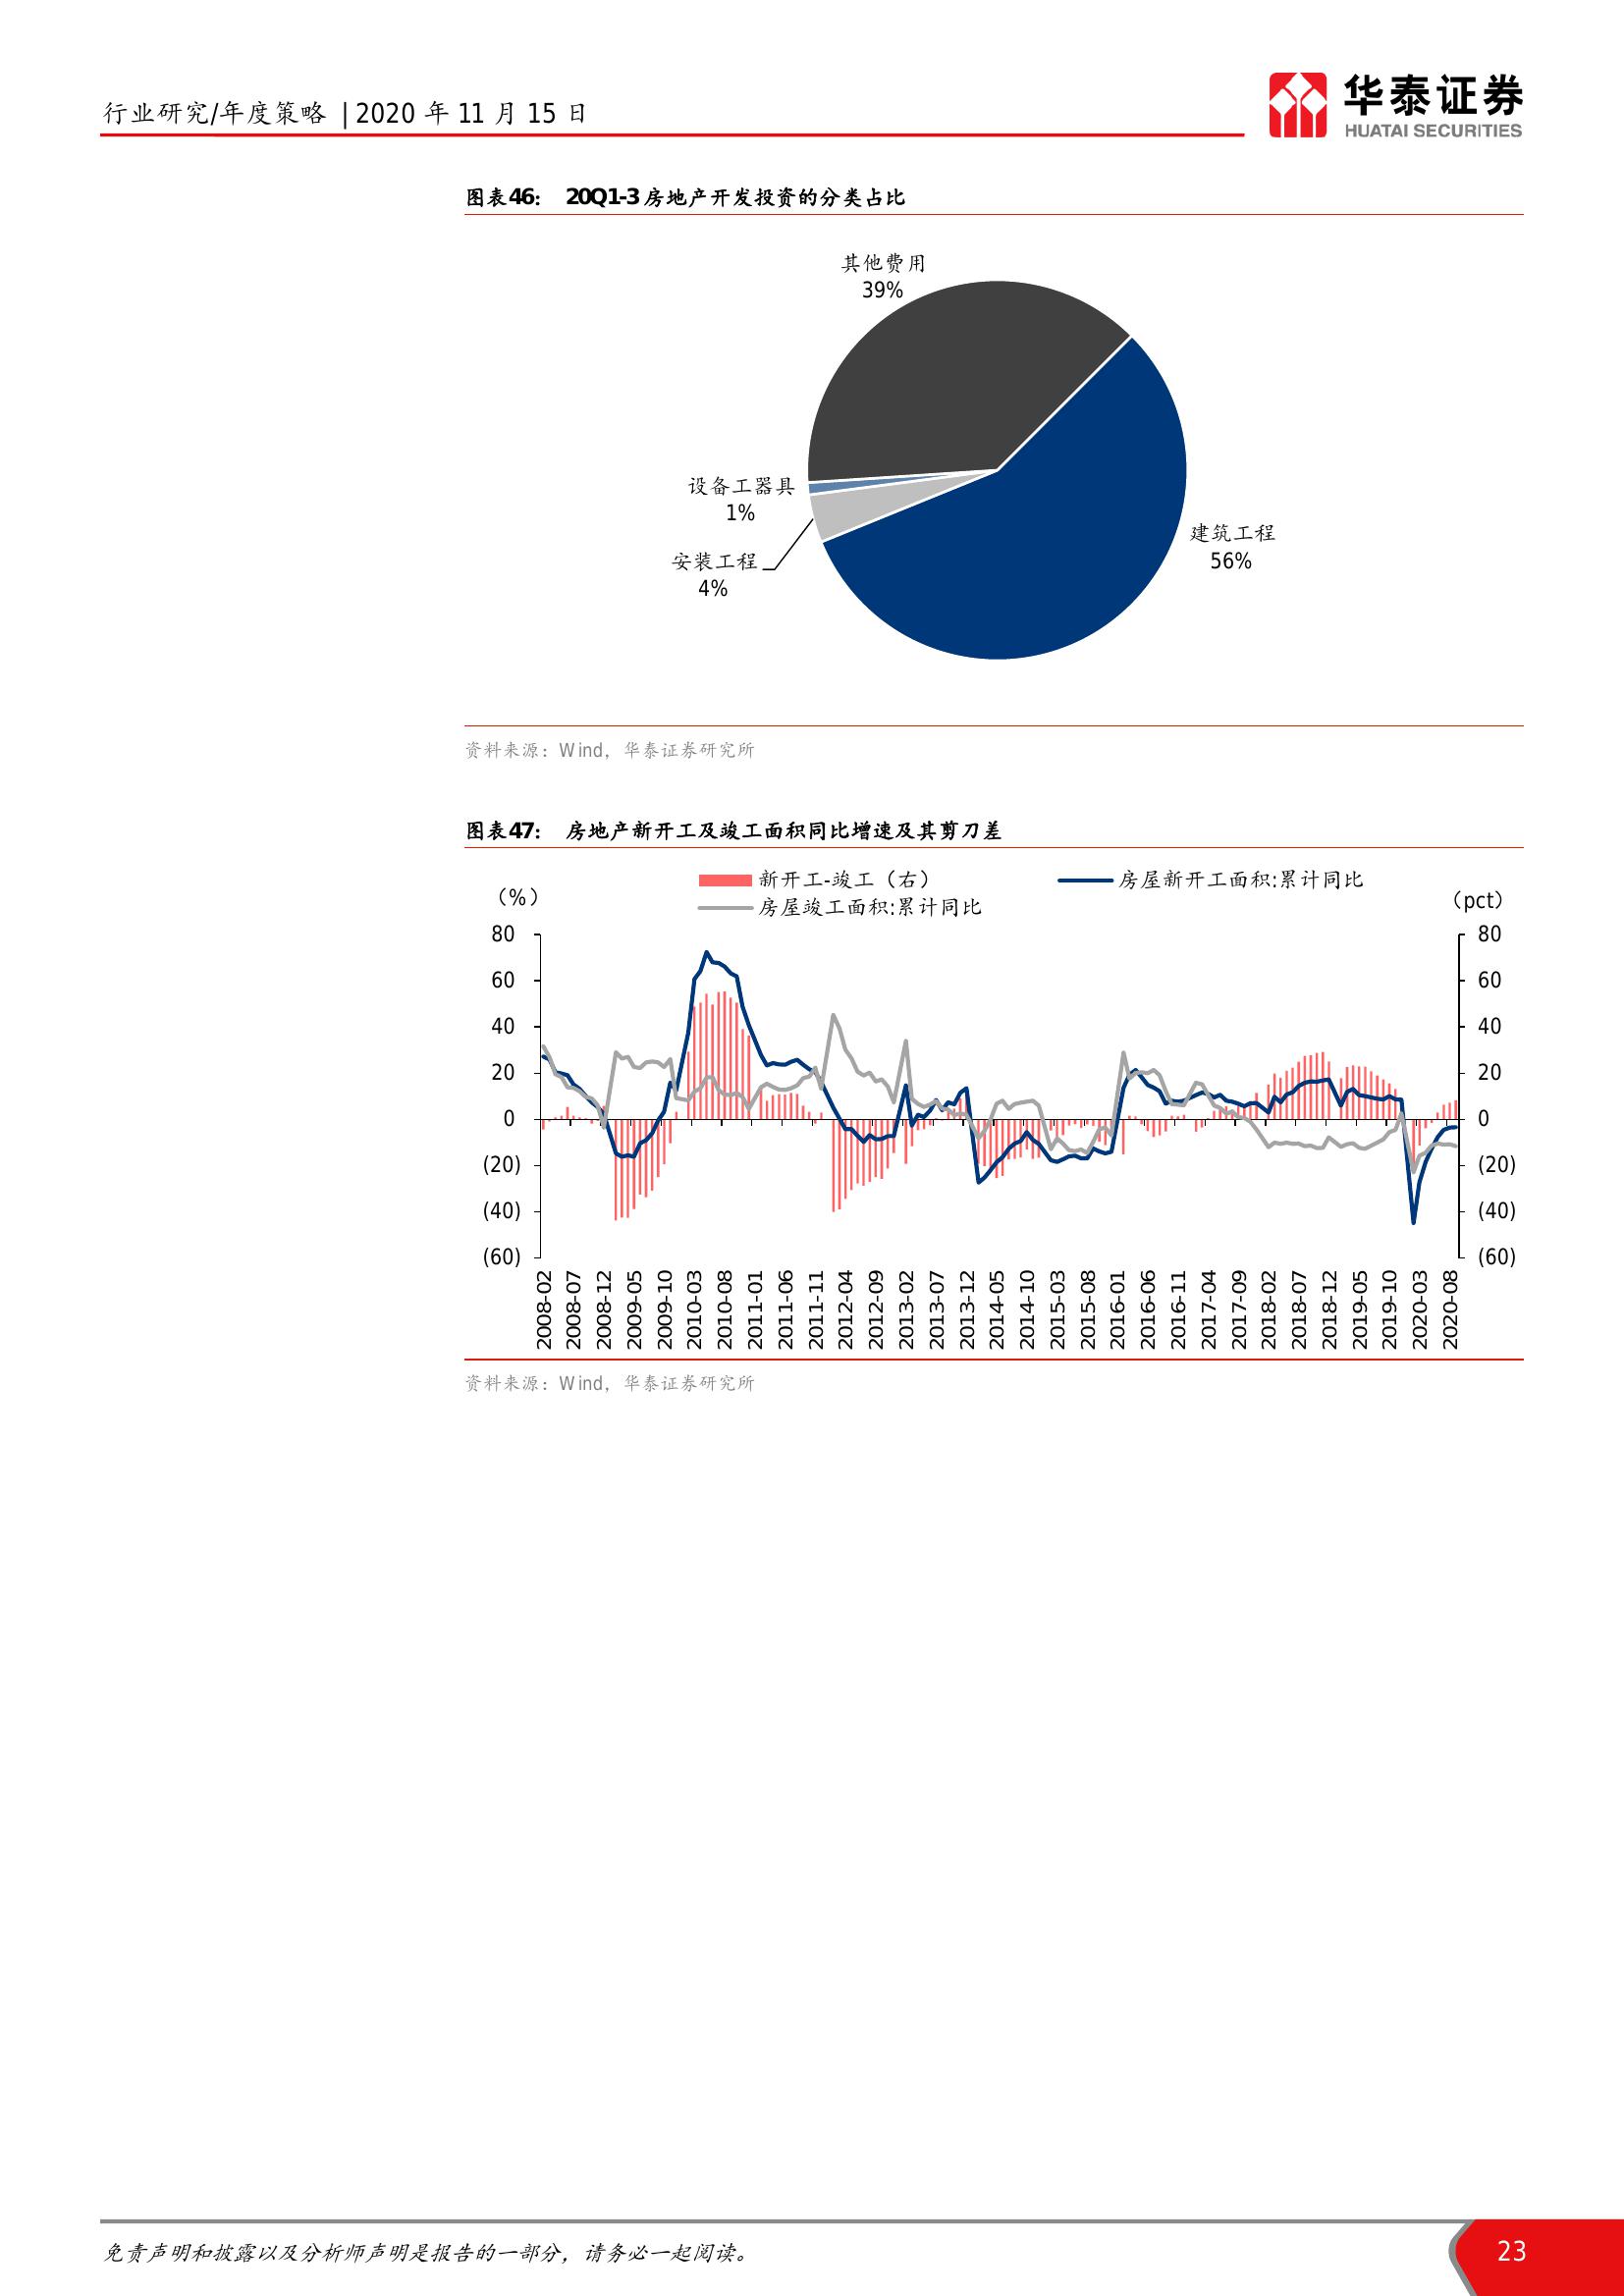 行业研究/年度策略 | 2020 年 11 月 15 日
华泰证券
HUATAI SECURITIES
图表46： 20Q1-3 房地产开发投资的分类占比
其他费用
39%
设备工器具
1%
安装工程
4%
建筑工程
56%
资料来源：Wind，华泰证券研究所
图表47： 房地产新开工及竣工面积同比增速及其剪刀差
新开工-竣工（右） 房屋新开工面积:累计同比
房屋竣工面积:累计同比
（%） （pct）
80 80
60 60
40 40
20 20
0 0
(20) (20)
(40) (40)
(60) (60)
2008-02 2008-07 2008-12 2009-05 2009-10 2010-03 2010-08 2011-01 2011-06 2011-11 2012-04 2012-09 2013-02 2013-07 2013-12 2014-05 2014-10 2015-03 2015-08 2016-01 2016-06 2016-11 2017-04 2017-09 2018-02 2018-07 2018-12 2019-05 2019-10 2020-03 2020-08
资料来源：Wind，华泰证券研究所
免责声明和披露以及分析师声明是报告的一部分，请务必一起阅读。 23